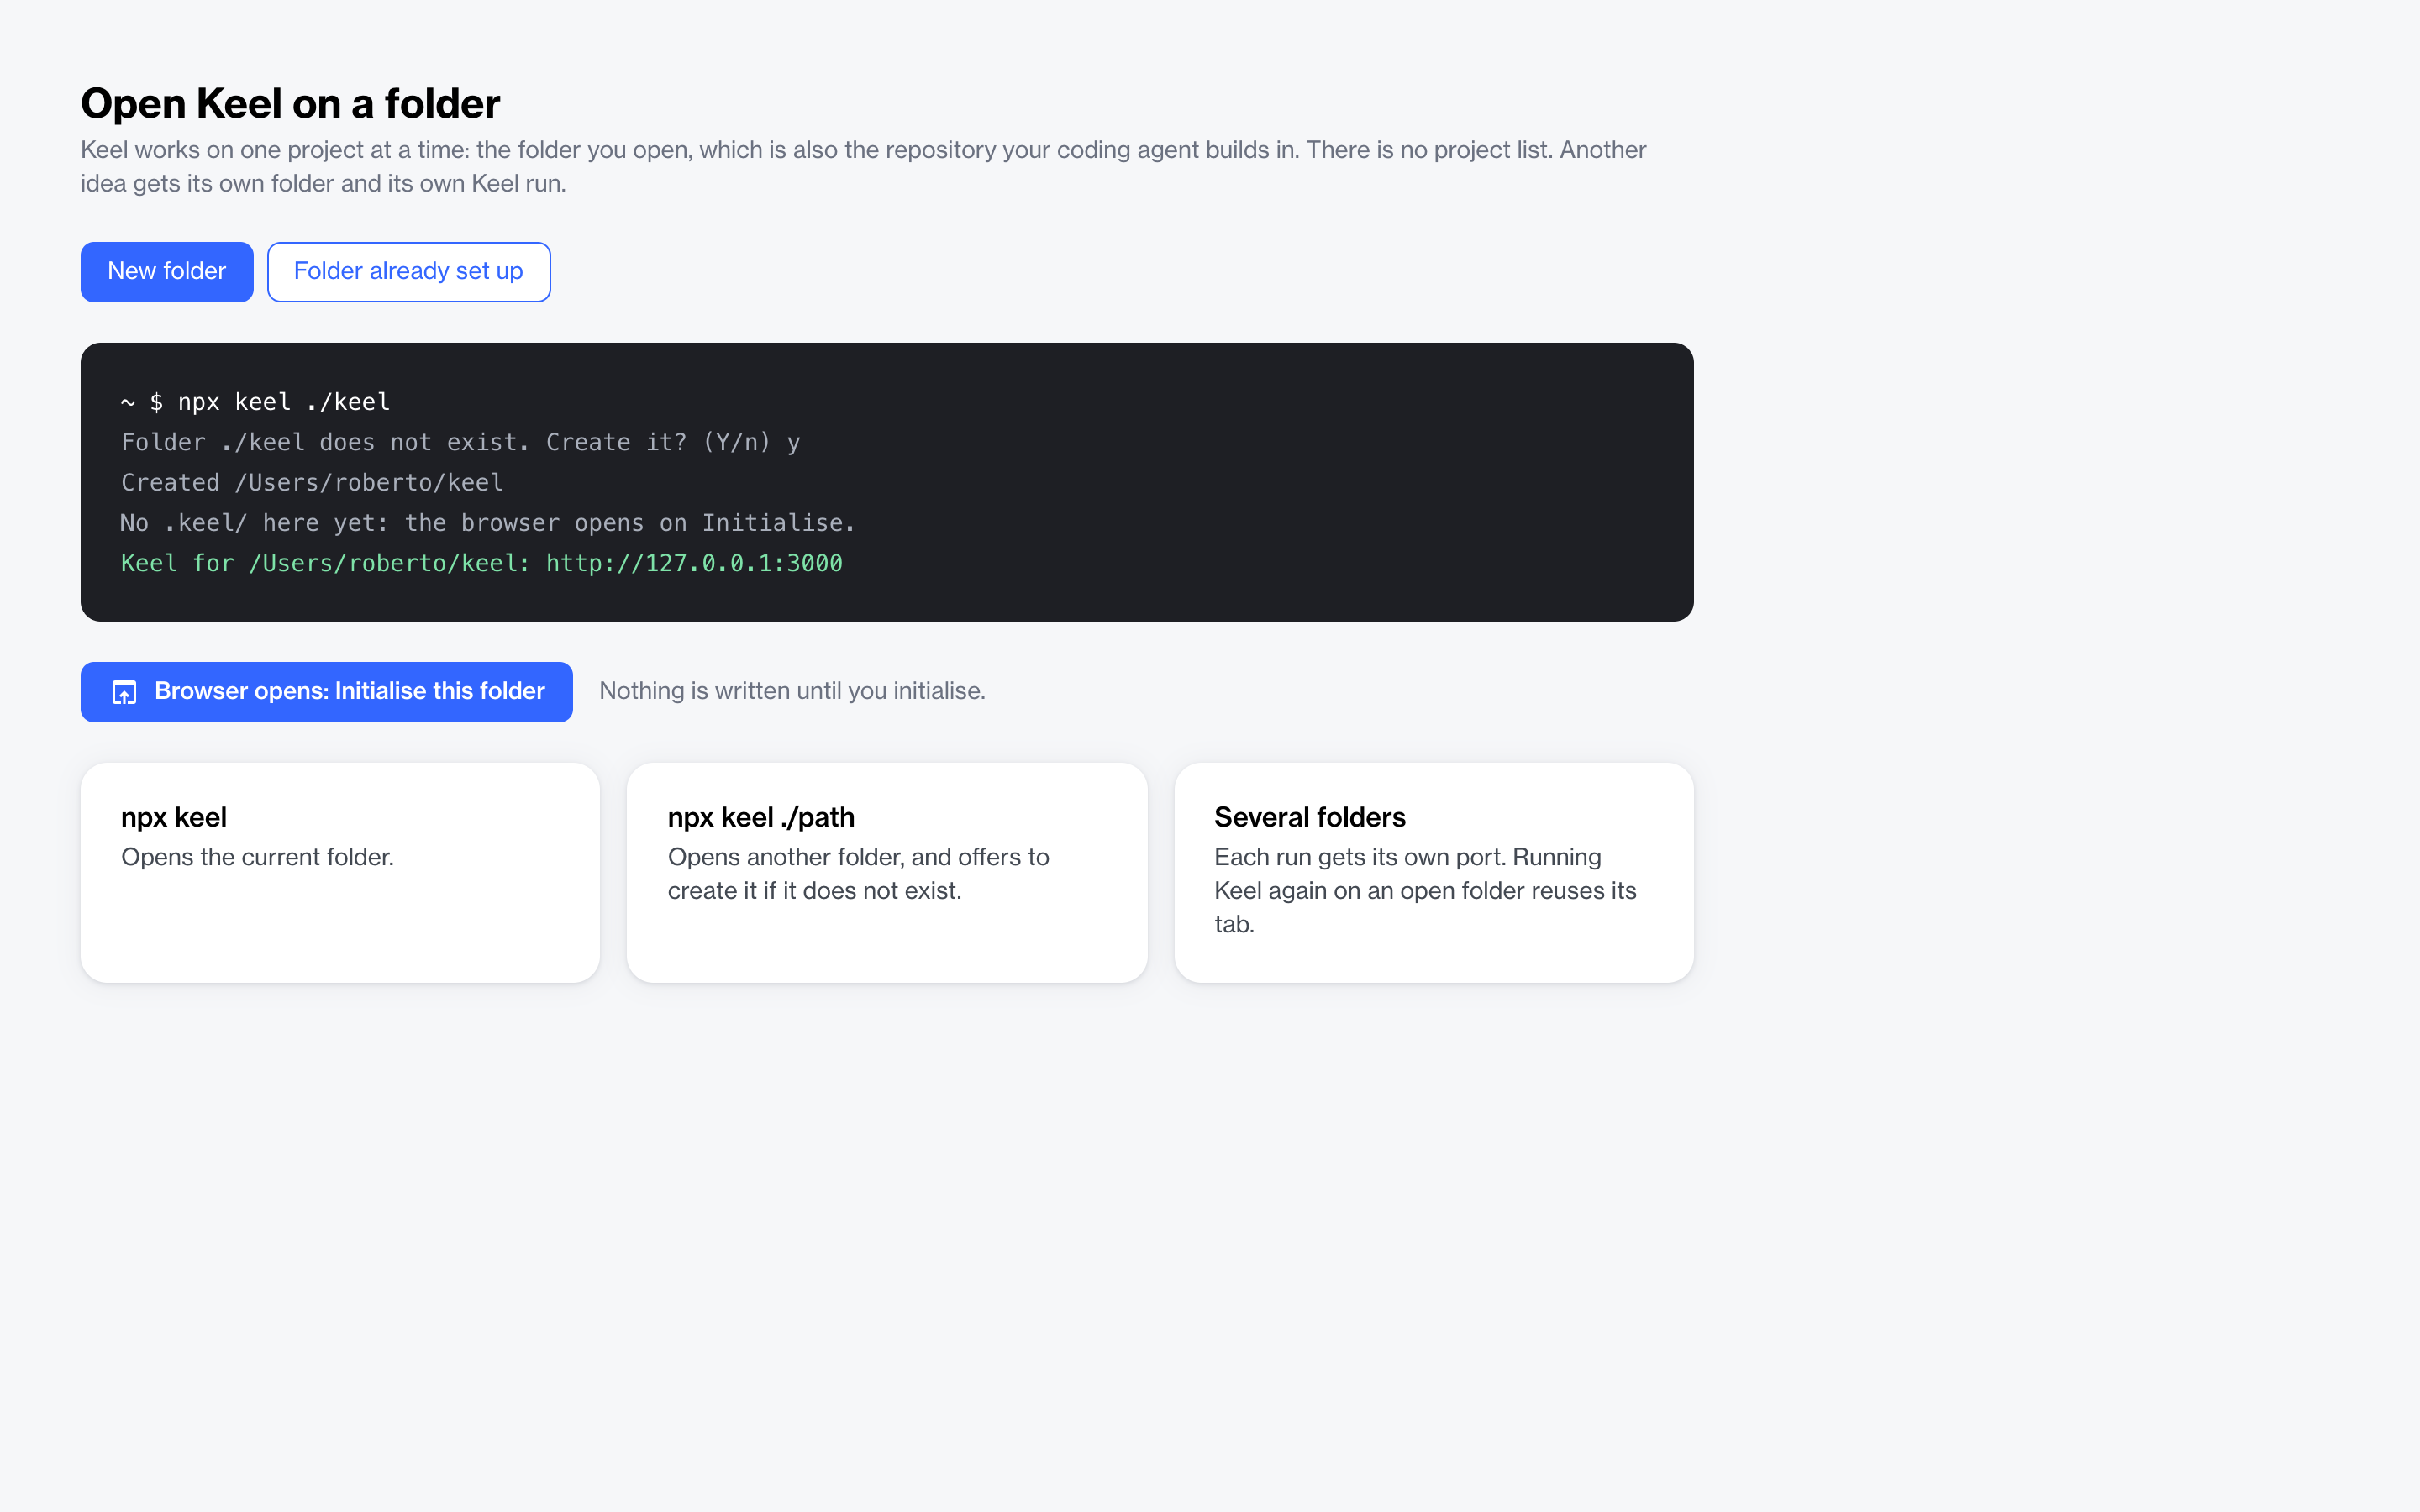 Open Keel on a folder
Keel works on one project at a time: the folder you open, which is also the repository your coding agent builds in. There is no project list. Another
idea gets its own folder and its own Keel run.
New folder
Folder already set up
~ $ npx keel ./keel
Folder ./keel does not exist. Create it? (Y/n) y
Created /Users/roberto/keel
No .keel/ here yet: the browser opens on Initialise.
Keel for /Users/roberto/keel: http://127.0.0.1:3000
Browser opens: Initialise this folder
Nothing is written until you initialise.
npx keel
Opens the current folder.
npx keel ./path
Opens another folder, and offers to
create it if it does not exist.
Several folders
Each run gets its own port. Running
Keel again on an open folder reuses its
tab.